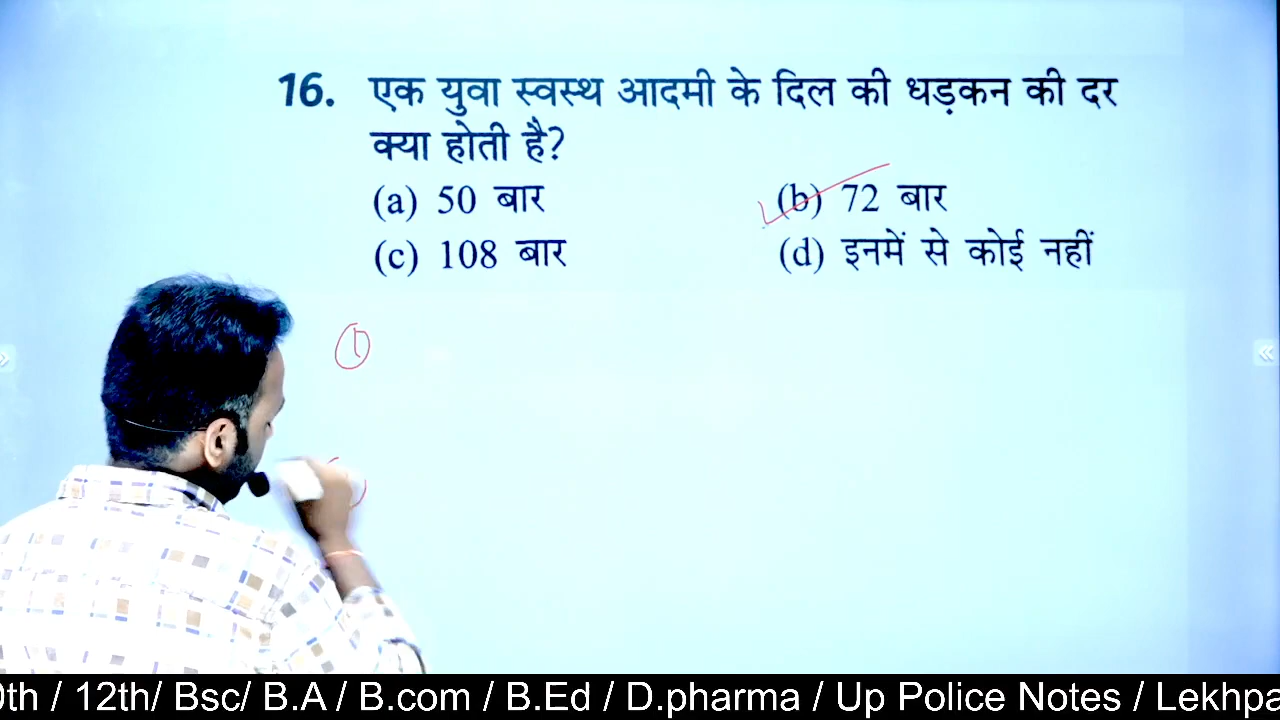 16. एक युवा स्वस्थ आदमी के दिल की धड़कन की दर
क्या होती है?
(a) 50 बार (b) 72 बार
(c) 108 बार (d) इनमें से कोई नहीं
1
0th / 12th/ Bsc/ B.A / B.com / B.Ed / D.pharma / Up Police Notes / Lekhpa